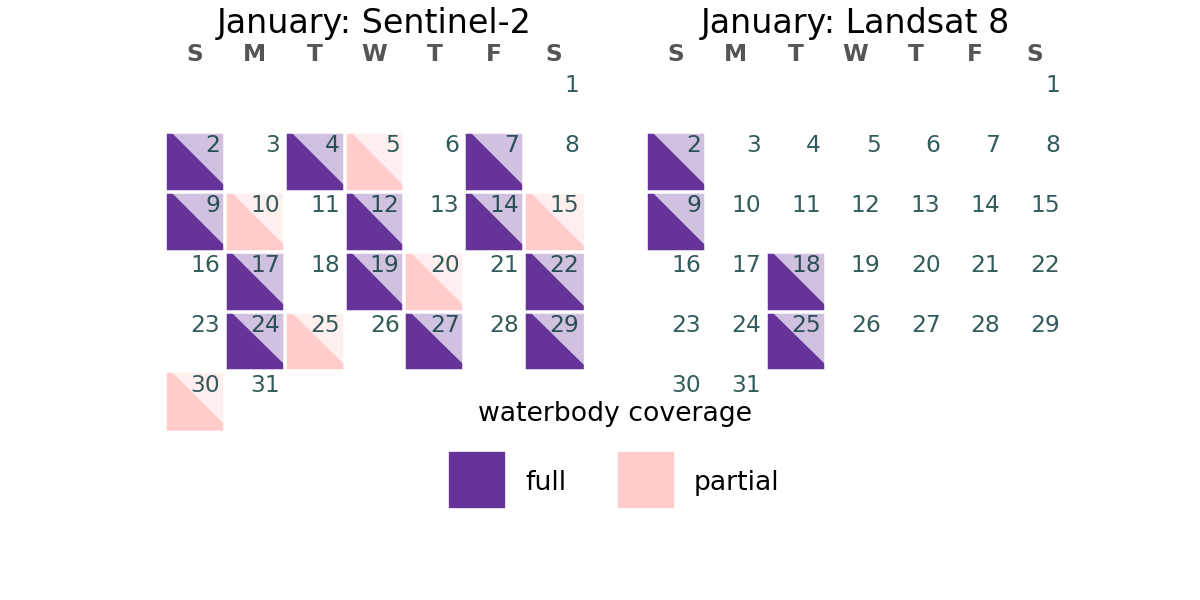 January: Sentinel-2
S M T W T F S
1
2 3 4 5 6 7 8
9 10 11 12 13 14 15
16 17 18 19 20 21 22
23 24 25 26 27 28 29
30 31
January: Landsat 8
S M T W T F S
1
2 3 4 5 6 7 8
9 10 11 12 13 14 15
16 17 18 19 20 21 22
23 24 25 26 27 28 29
30 31
waterbody coverage
full partial